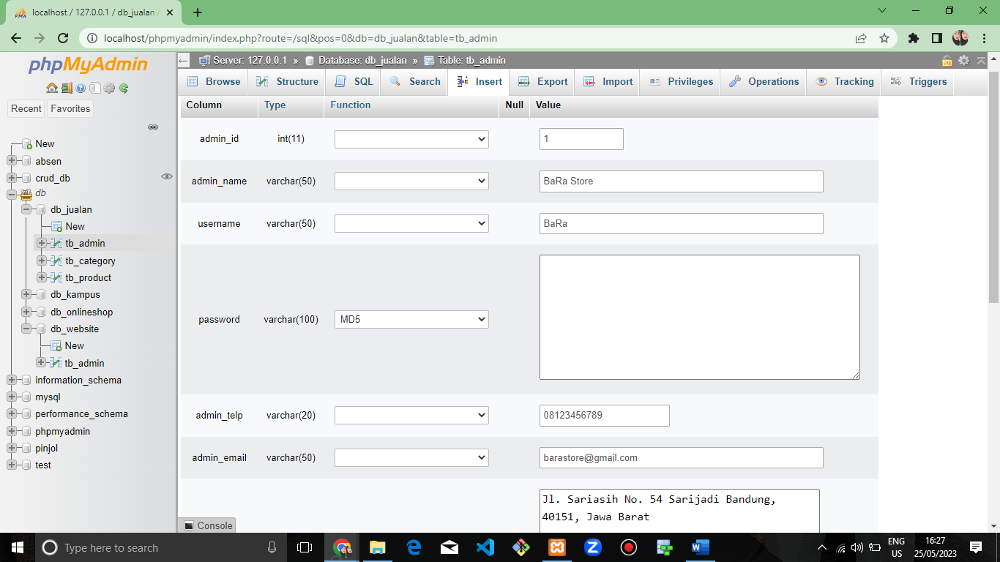 localhost / 127.0.0.1 / db_jualan /
localhost/phpmyadmin/index.php?route=/sql&pos=0&db=db_jualan&table=tb_admin
phpMyAdmin
Recent Favorites
New
absen
crud_db
db
db_jualan
New
tb_admin
tb_category
tb_product
db_kampus
db_onlineshop
db_website
New
tb_admin
information_schema
mysql
performance_schema
phpmyadmin
pinjol
test
Server: 127.0.0.1 » Database: db_jualan » Table: tb_admin
Browse Structure SQL Search Insert Export Import Privileges Operations Tracking Triggers
Column Type Function Null Value
admin_id int(11) 1
admin_name varchar(50) BaRa Store
username varchar(50) BaRa
password varchar(100) MD5
admin_telp varchar(20) 08123456789
admin_email varchar(50) barastore@gmail.com
Jl. Sariasih No. 54 Sarijadi Bandung,
40151, Jawa Barat
Console
Type here to search
ENG
US
16:27
25/05/2023